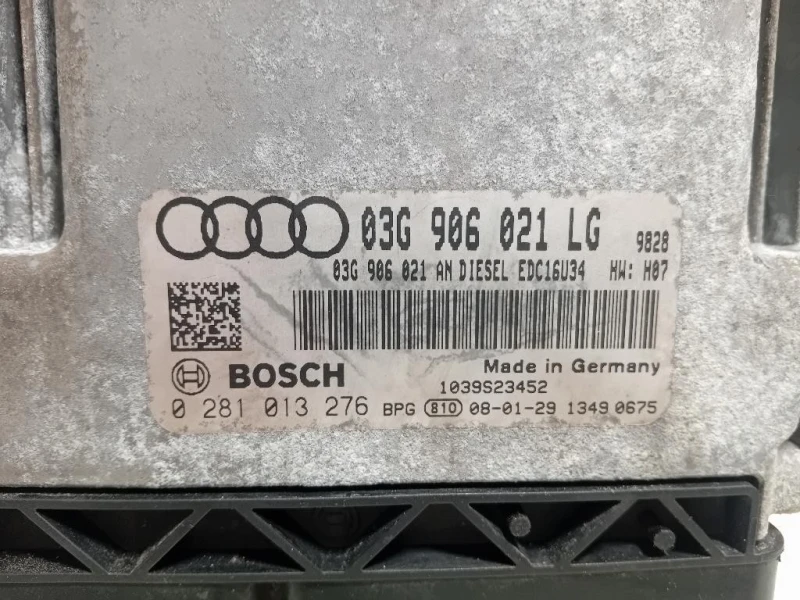 03G 906 021 LG 9828
03G 906 021 AN DIESEL EDC16U34 HW: H07
BOSCH Made in Germany
1039S23452
0 281 013 276 BPG 810 08-01-29 1349 0675